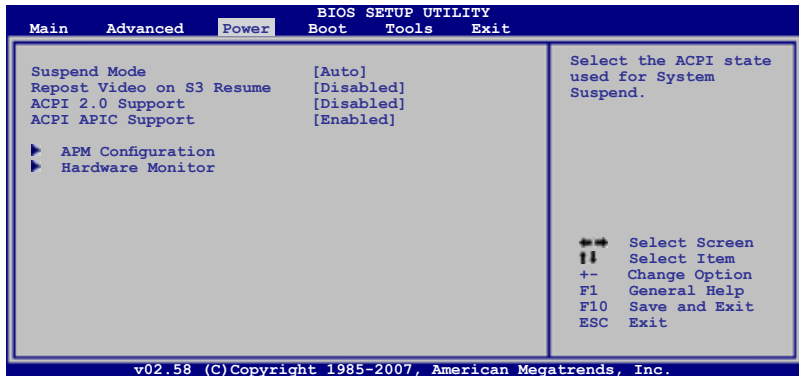 BIOS SETUP UTILITY
Main Advanced Power Boot Tools Exit
Suspend Mode [Auto]
Repost Video on S3 Resume [Disabled]
ACPI 2.0 Support [Disabled]
ACPI APIC Support [Enabled]
APM Configuration
Hardware Monitor
Select the ACPI state
used for System
Suspend.
Select Screen
Select Item
+- Change Option
F1 General Help
F10 Save and Exit
ESC Exit
v02.58 (C)Copyright 1985-2007, American Megatrends, Inc.